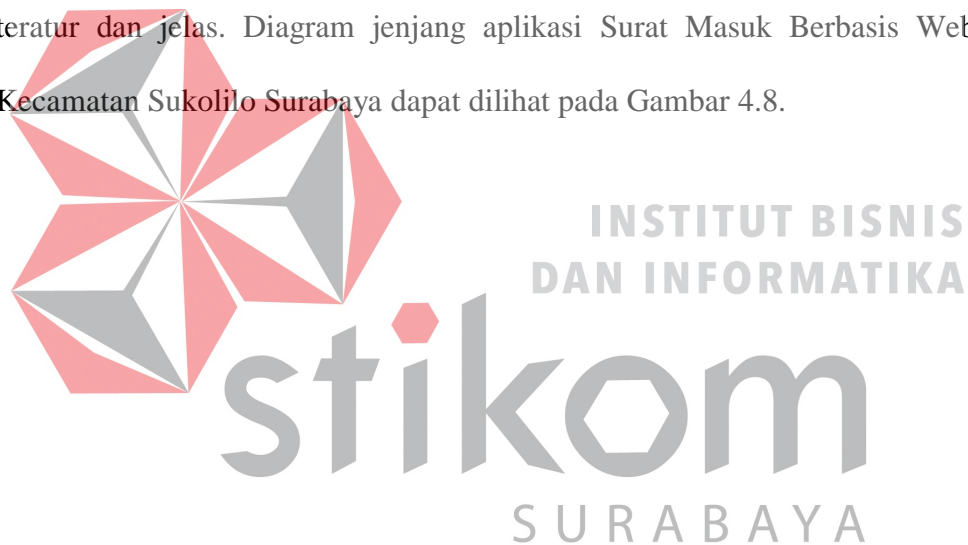 teratur dan jelas. Diagram jenjang aplikasi Surat Masuk Berbasis Web
Kecamatan Sukolilo Surabaya dapat dilihat pada Gambar 4.8.
INSTITUT BISNIS
DAN INFORMATIKA
stikom
SURABAYA